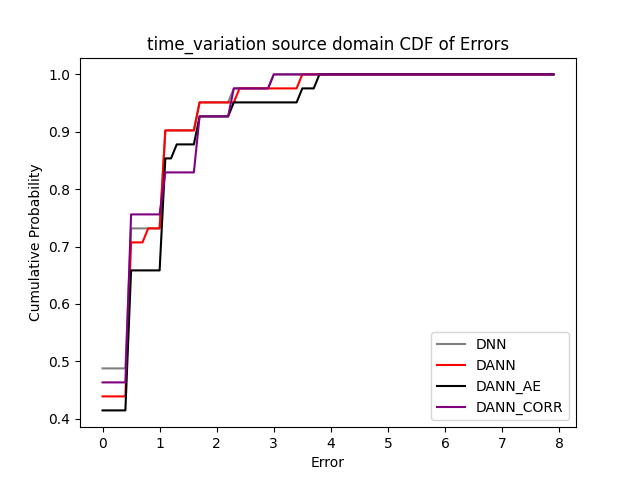 time_variation source domain CDF of Errors
Cumulative Probability
1.0
0.9
0.8
0.7
0.6
0.5
0.4
0
1
2
3
4
5
6
7
8
Error
DNN
DANN
DANN_AE
DANN_CORR